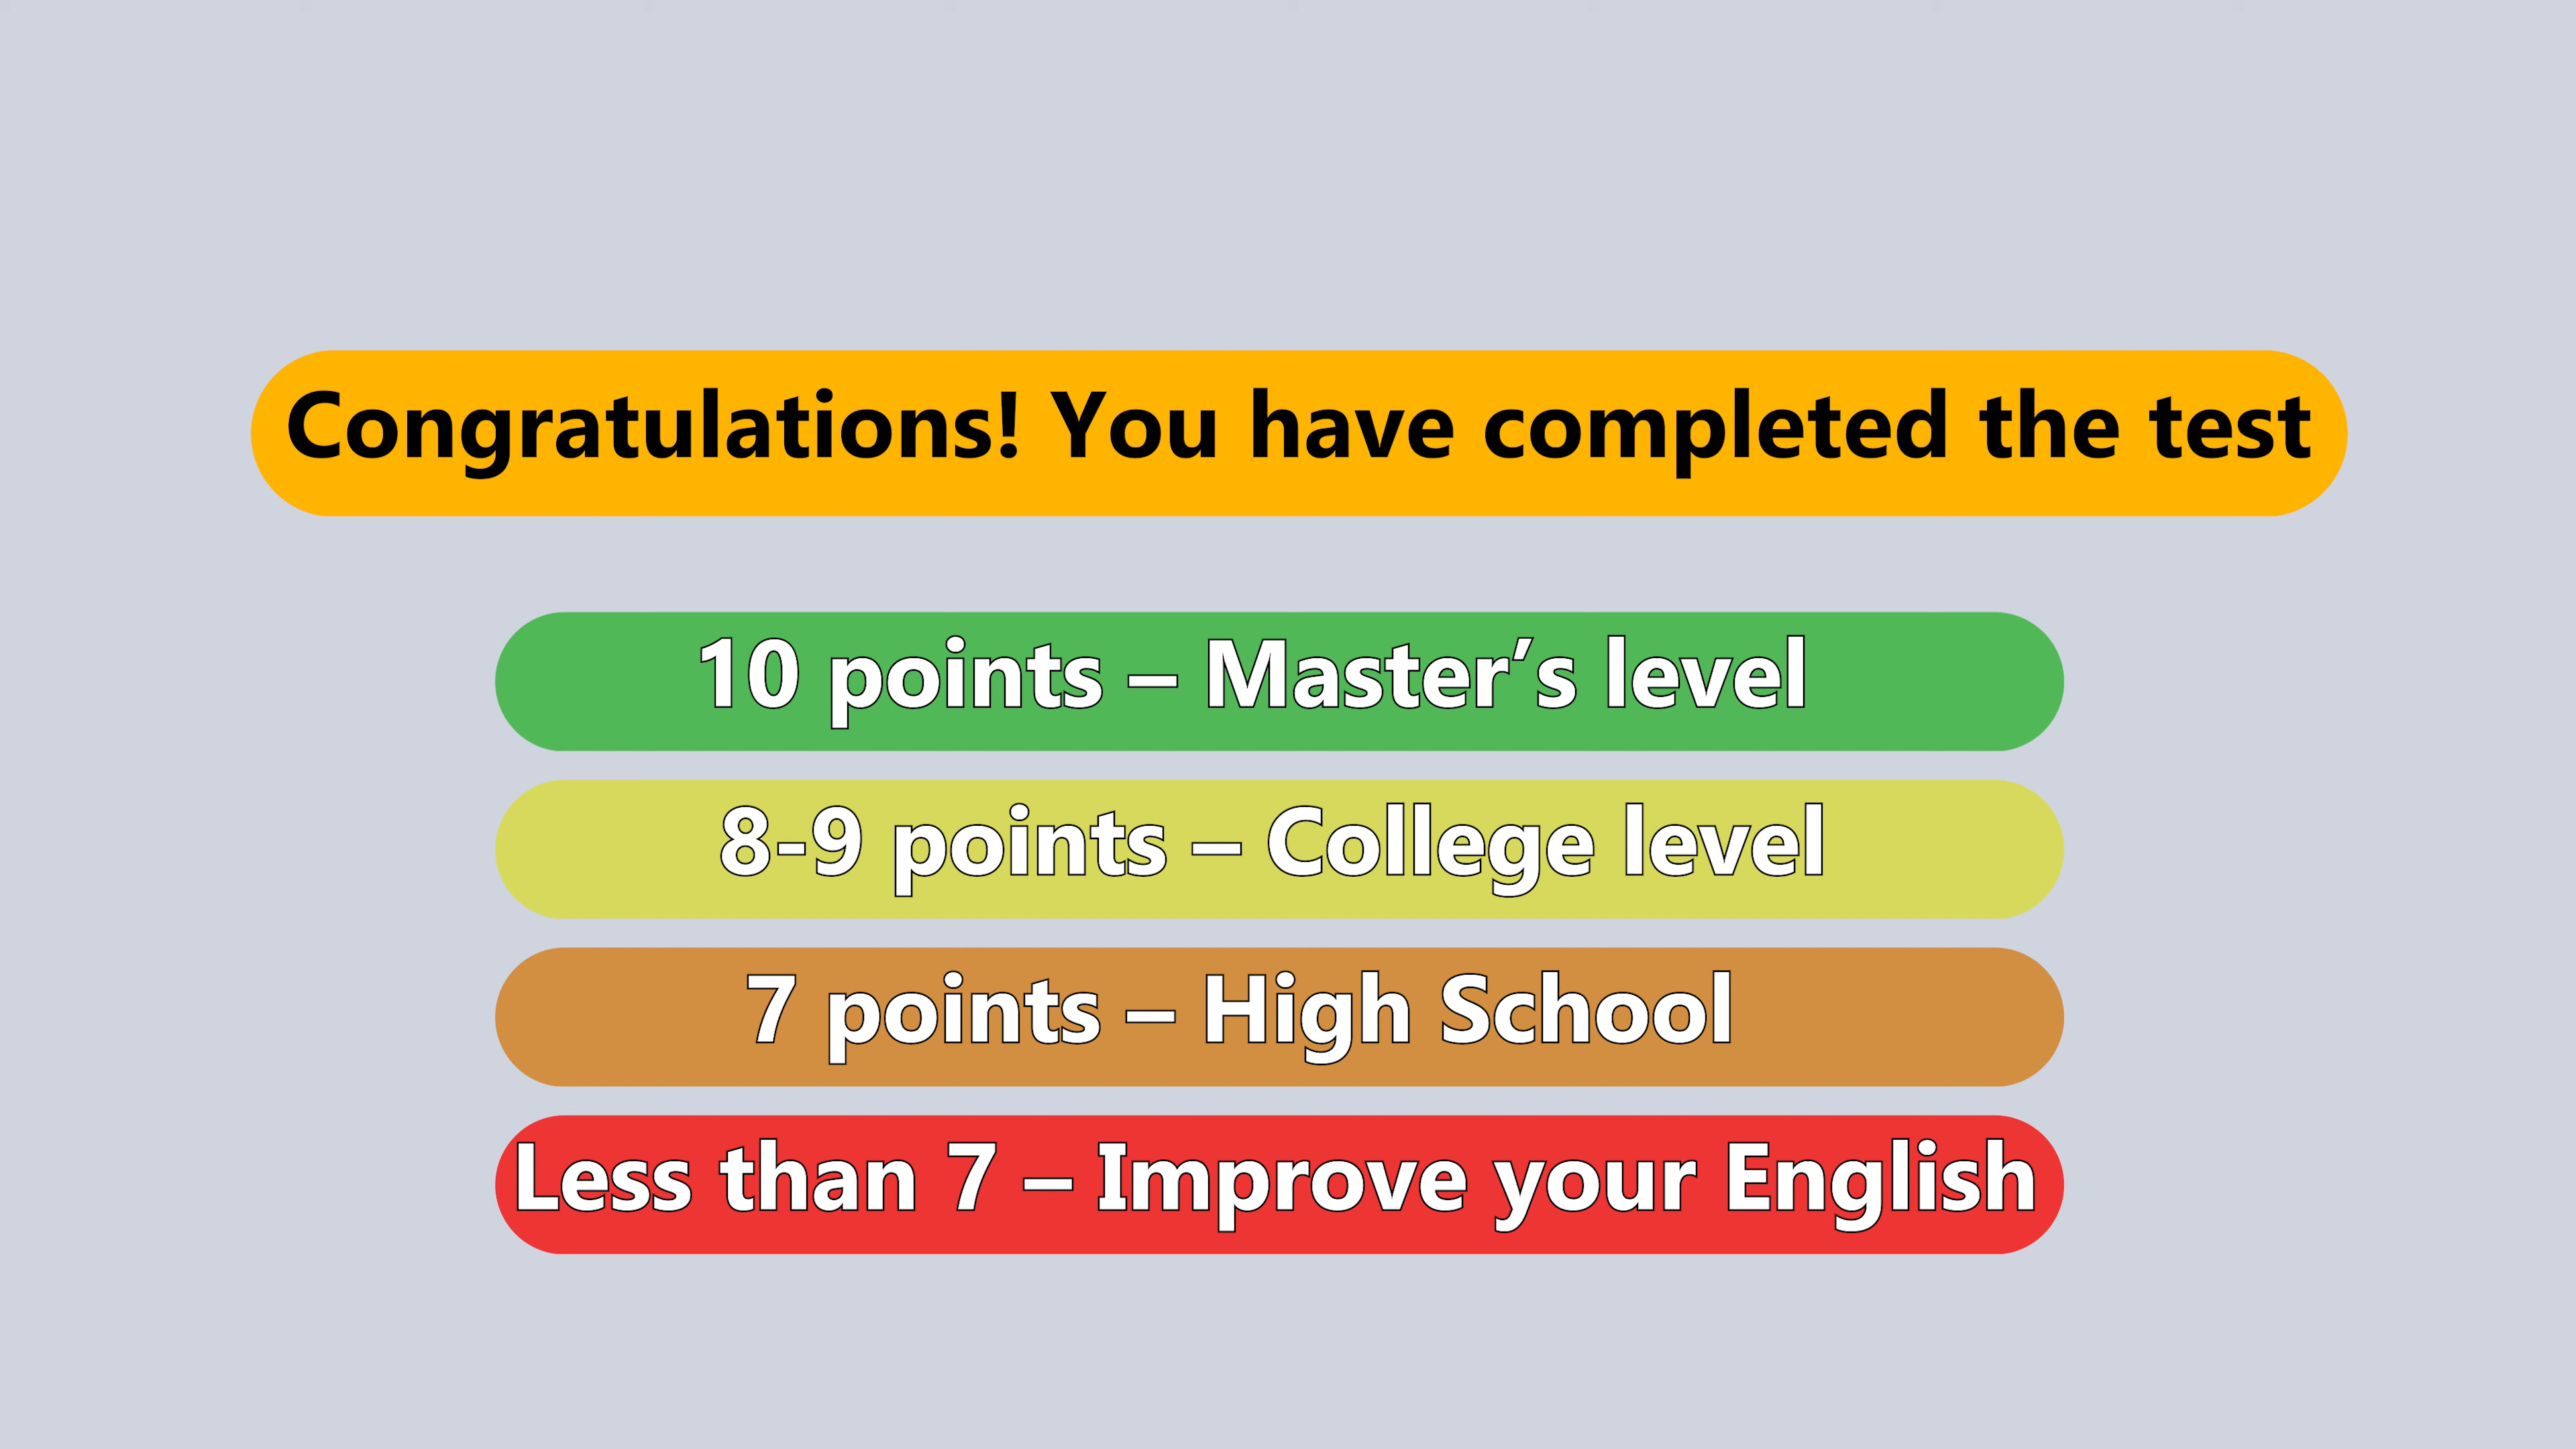 Congratulations! You have completed the test
10 points – Master’s level
8-9 points – College level
7 points – High School
Less than 7 – Improve your English